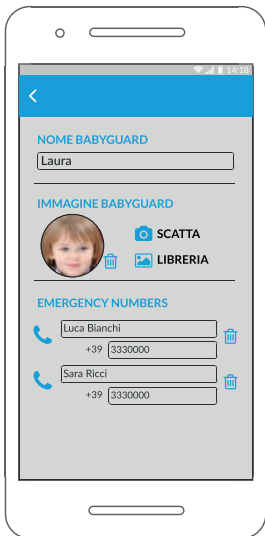 14:18
NOME BABYGUARD
Laura
IMMAGINE BABYGUARD
SCATTA
LIBRERIA
EMERGENCY NUMBERS
Luca Bianchi
+39 3330000
Sara Ricci
+39 3330000